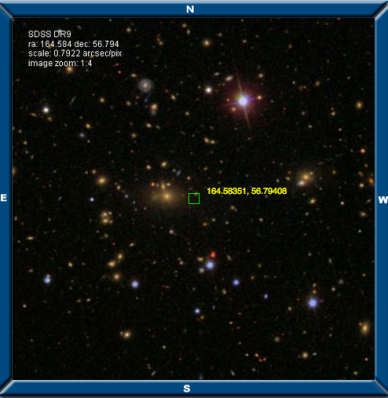 N
SDSS DR9
ra: 164.584 dec: 56.794
scale: 0.7922 arcsec/pix
image zoom: 1:4
164.58351, 56.79408
E
W
S